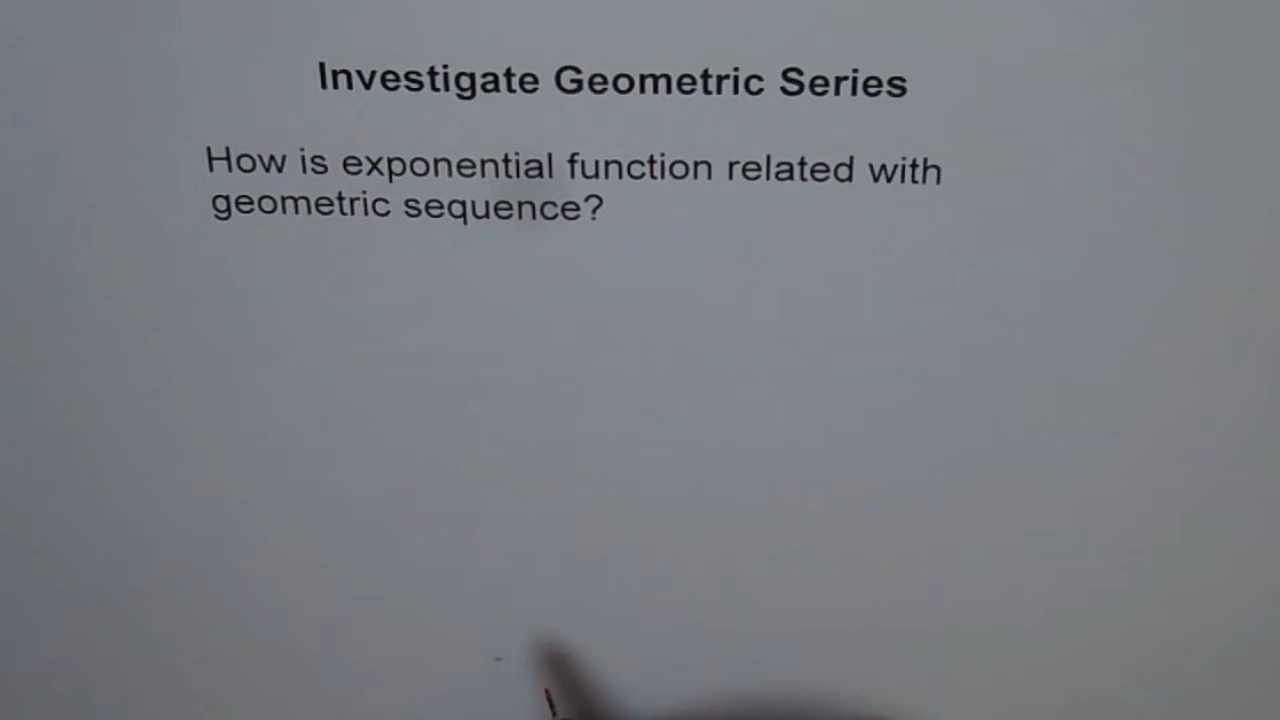 Investigate Geometric Series
How is exponential function related with
geometric sequence?